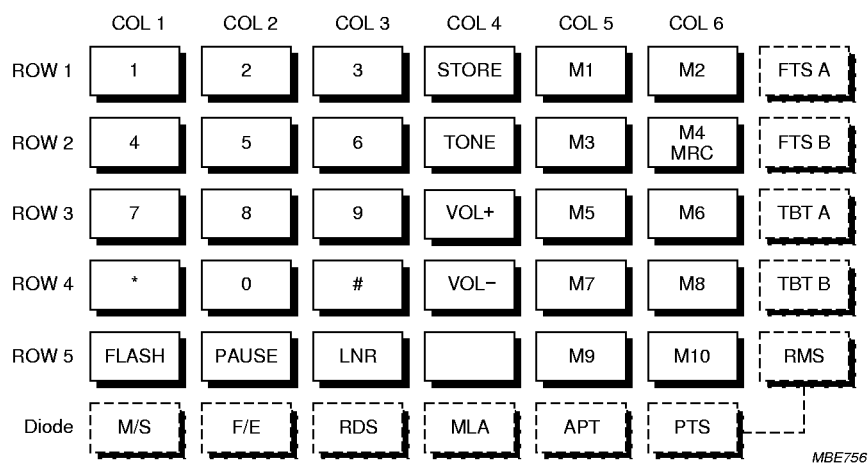 COL 1 COL 2 COL 3 COL 4 COL 5 COL 6
ROW 1 1 2 3 STORE M1 M2 FTS A
ROW 2 4 5 6 TONE M3 M4 MRC FTS B
ROW 3 7 8 9 VOL+ M5 M6 TBT A
ROW 4 * 0 # VOL− M7 M8 TBT B
ROW 5 FLASH PAUSE LNR M9 M10 RMS
Diode M/S F/E RDS MLA APT PTS
MBE756